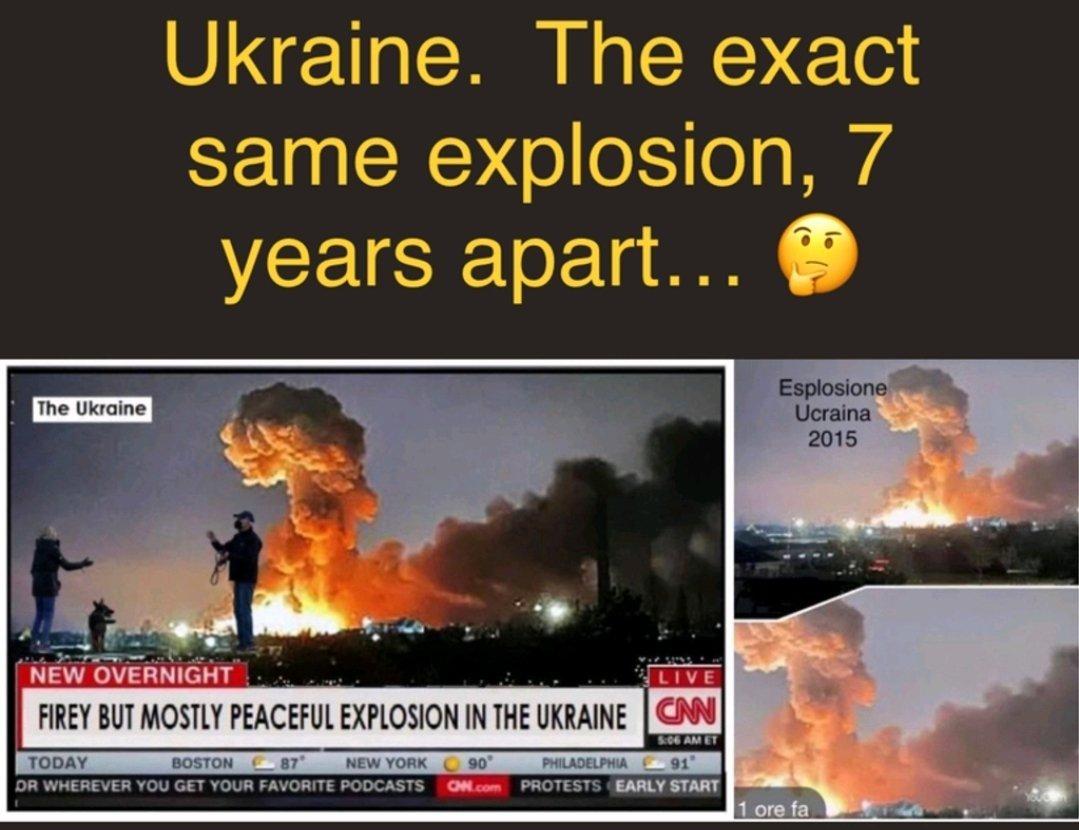 Ukraine. The exact
same explosion, 7
years apart... 🤔
The Ukraine
NEW OVERNIGHT
LIVE
FIREY BUT MOSTLY PEACEFUL EXPLOSION IN THE UKRAINE
CNN
5:06 AM ET
TODAY BOSTON 87° NEW YORK 90° PHILADELPHIA 91°
OR WHEREVER YOU GET YOUR FAVORITE PODCASTS CNN.com PROTESTS EARLY START
Esplosione
Ucraina
2015
1 ore fa